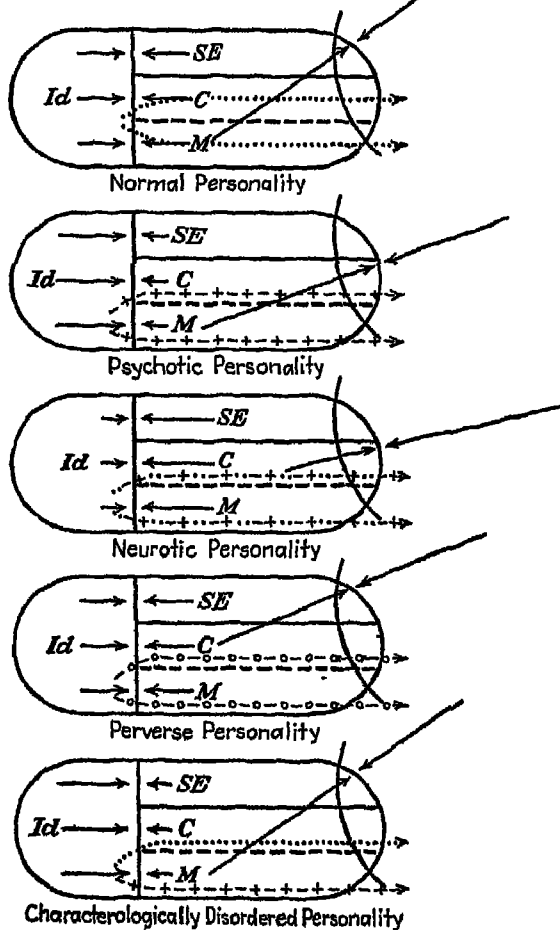 SE
Id C
M
Normal Personality
SE
Id C
M
Psychotic Personality
SE
Id C
M
Neurotic Personality
SE
Id C
M
Perverse Personality
SE
Id C
M
Characterologically Disordered Personality